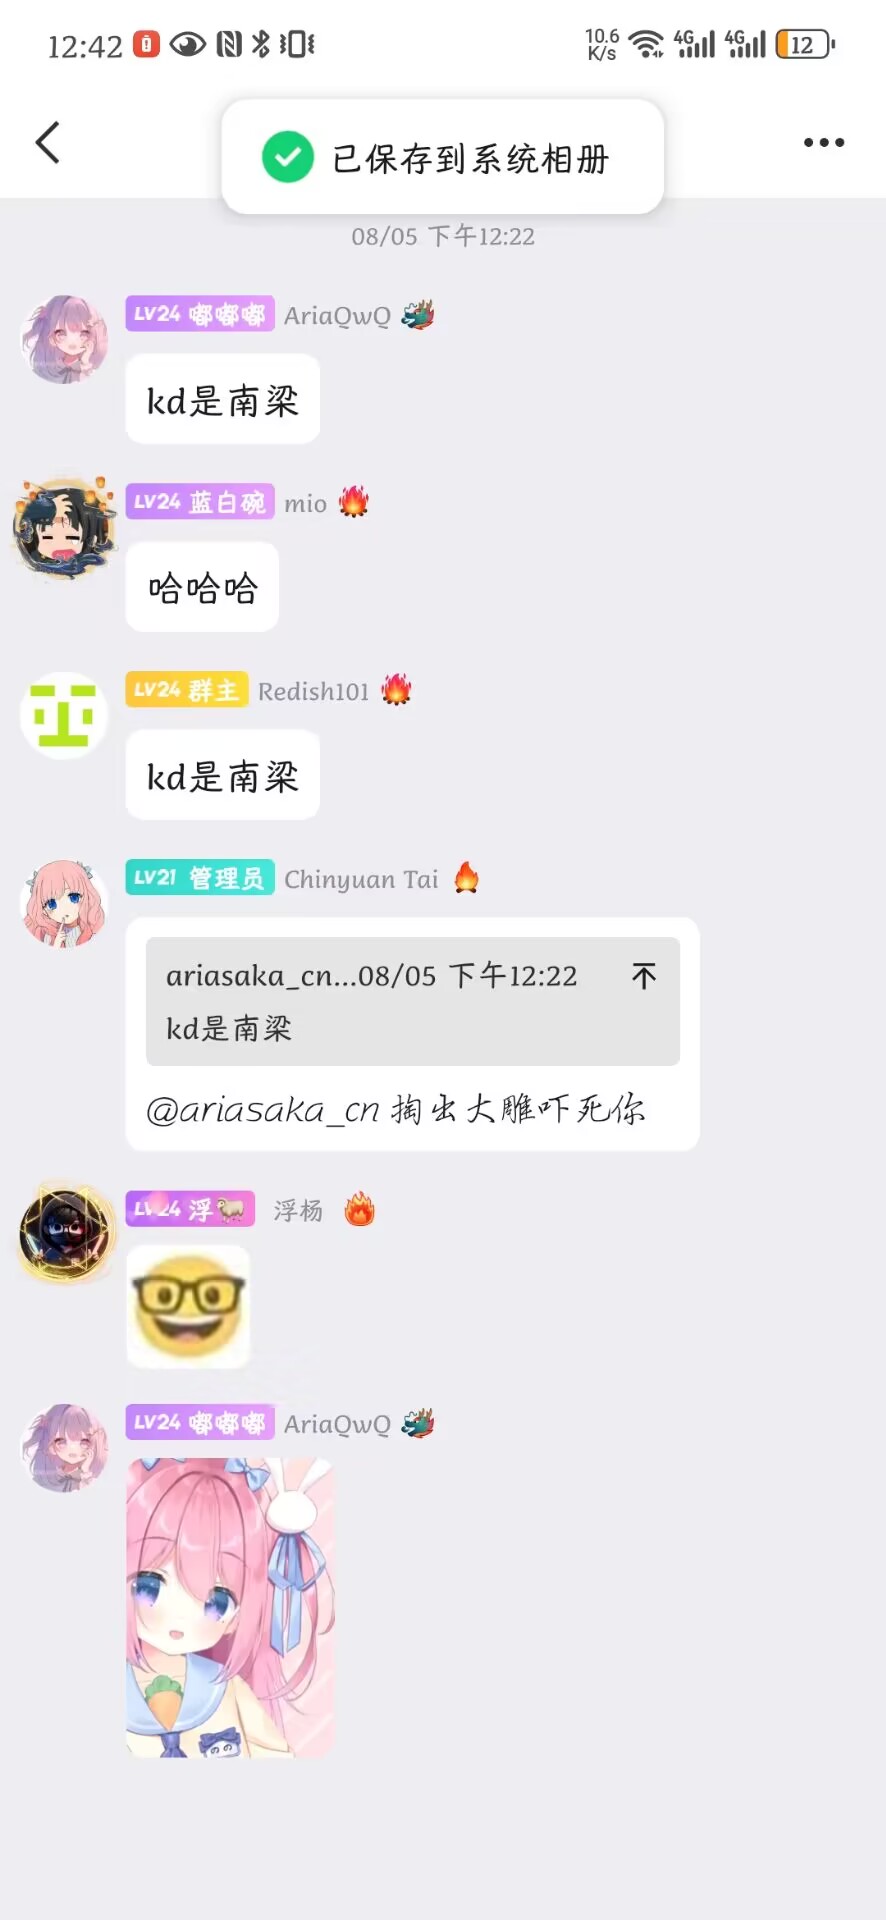 12:42
10.6 K/s
4G
4G
12
已保存到系统相册
08/05 下午12:22
LV24 嘟嘟嘟 AriaQwQ
kd是南梁
LV24 蓝白碗 mio
哈哈哈
LV24 群主 Redish101
kd是南梁
LV21 管理员 Chinyuan Tai
ariasaka_cn...08/05 下午12:22
kd是南梁
@ariasaka_cn 掏出大雕吓死你
LV24 浮🐑 浮杨
LV24 嘟嘟嘟 AriaQwQ